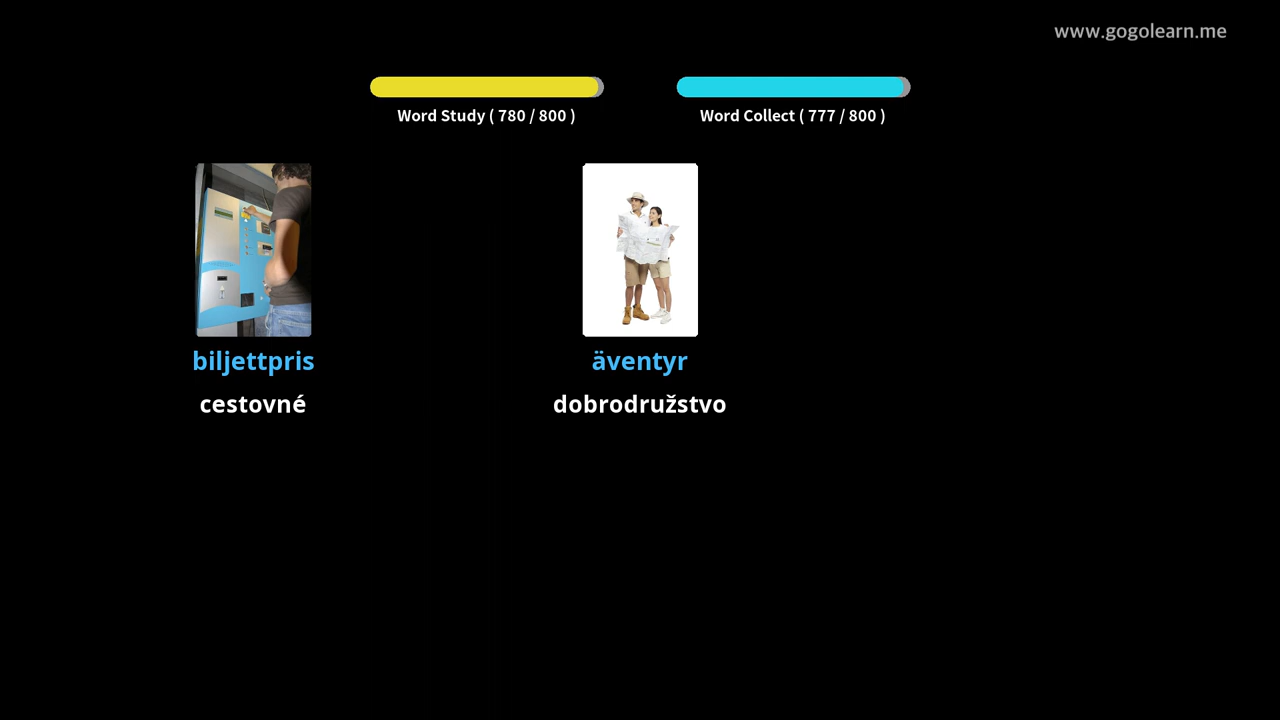 www.gogolearn.me
Word Study ( 780 / 800 )
Word Collect ( 777 / 800 )
biljettpris
äventyr
cestovné
dobrodružstvo